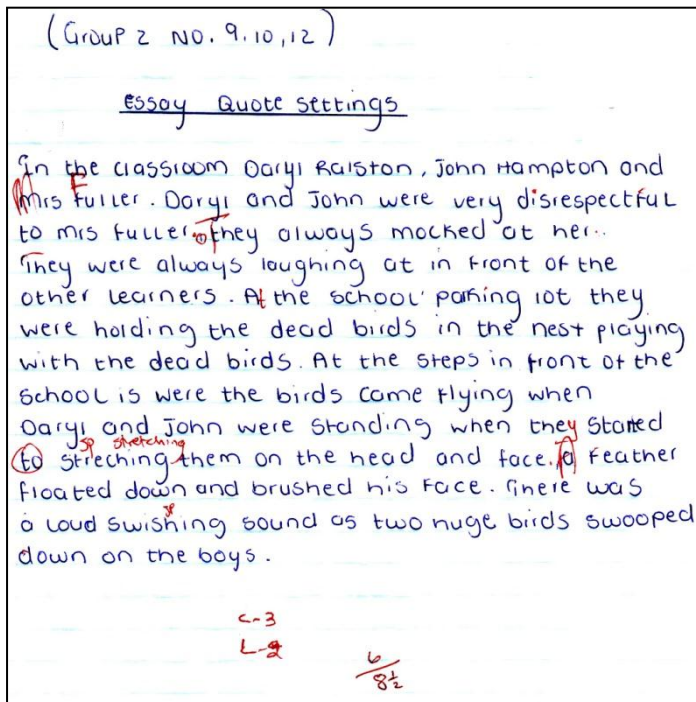 (Group 2 NO. 9,10,12)
essay Quote settings
In the classroom Daryl Ralston, John Hampton and
Mrs Fuller. Daryl and John were very disrespectful
to mrs fuller. They always mocked at her.
They were always laughing at in front of the
other learners. At the school parking lot they
were holding the dead birds in the nest playing
with the dead birds. At the steps in front of the
school is were the birds came flying when
Daryl and John were standing when they started
sp stretching
to streching them on the head and face. A feather
floated down and brushed his face. There was
sp
a loud swishing sound as two huge birds swooped
down on the boys.
C-3
L-
6
8½